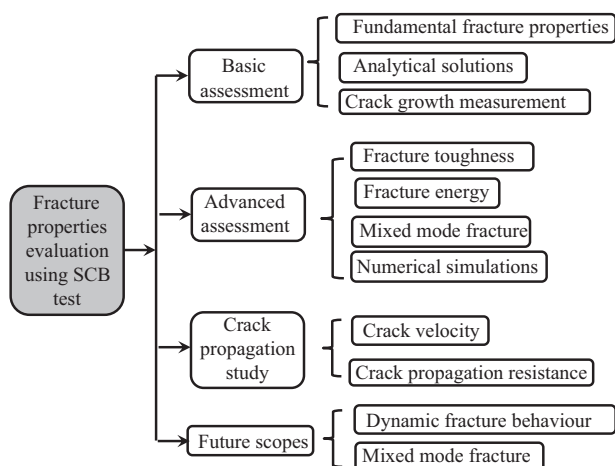 Fracture
properties
evaluation
using SCB
test
Basic
assessment
Fundamental fracture properties
Analytical solutions
Crack growth measurement
Advanced
assessment
Fracture toughness
Fracture energy
Mixed mode fracture
Numerical simulations
Crack
propagation
study
Crack velocity
Crack propagation resistance
Future scopes
Dynamic fracture behaviour
Mixed mode fracture